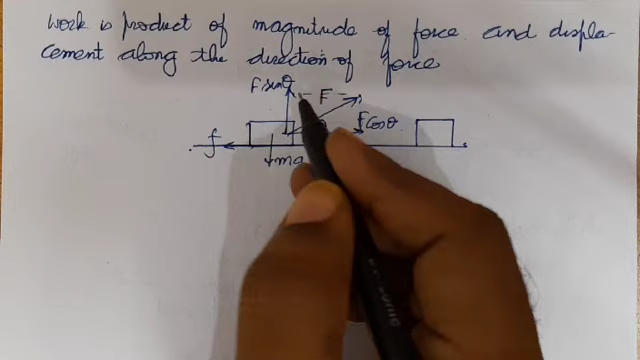 Work is product of magnitude of force and displa-
cement along the direction of force
F sinθ
F
F cosθ
f
mg